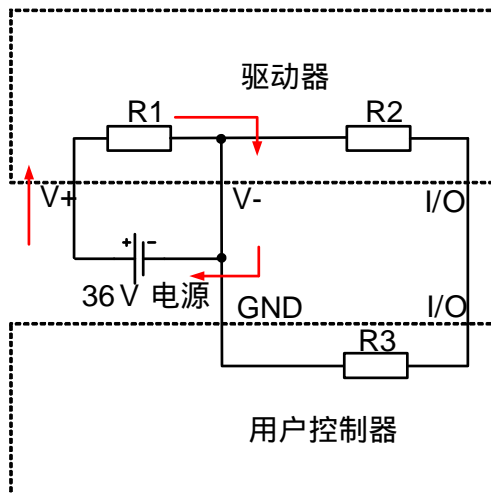 驱动器
R1
R2
V+
V-
I/O
36V 电源
GND
I/O
R3
用户控制器